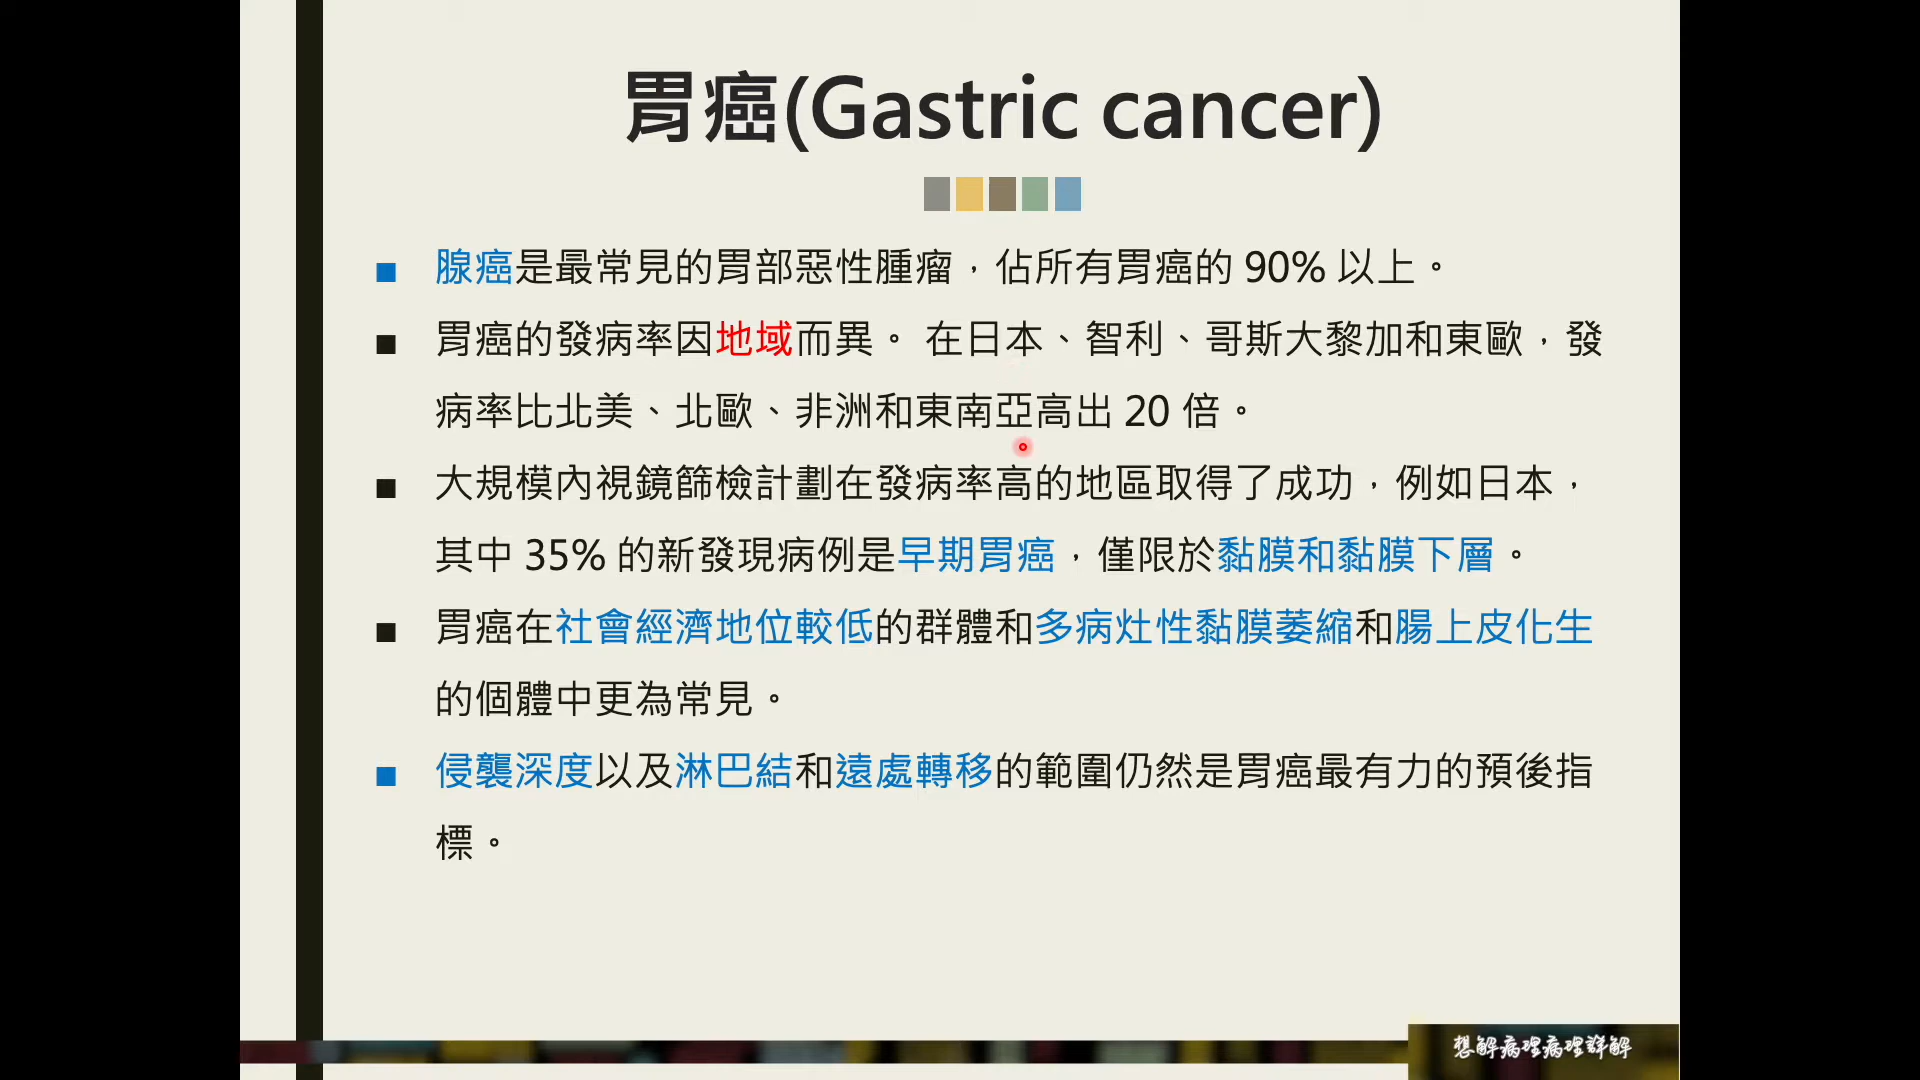 胃癌(Gastric cancer)
腺癌是最常見的胃部惡性腫瘤，佔所有胃癌的 90% 以上。
胃癌的發病率因地域而異。 在日本、智利、哥斯大黎加和東歐，發
病率比北美、北歐、非洲和東南亞高出 20 倍。
大規模內視鏡篩檢計劃在發病率高的地區取得了成功，例如日本，
其中 35% 的新發現病例是早期胃癌，僅限於黏膜和黏膜下層。
胃癌在社會經濟地位較低的群體和多病灶性黏膜萎縮和腸上皮化生
的個體中更為常見。
侵襲深度以及淋巴結和遠處轉移的範圍仍然是胃癌最有力的預後指
標。
想解病理病理詳解